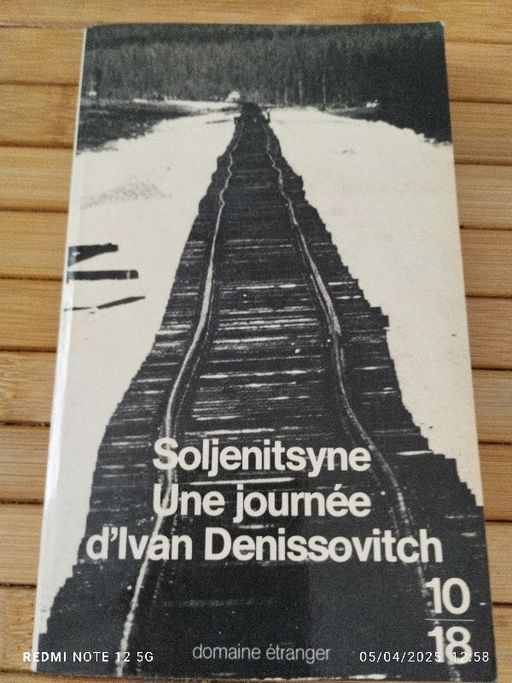 Soljenitsyne
Une journée
d'Ivan Denissovitch
10
18
domaine étranger
REDMI NOTE 12 5G
05/04/2025 12:58